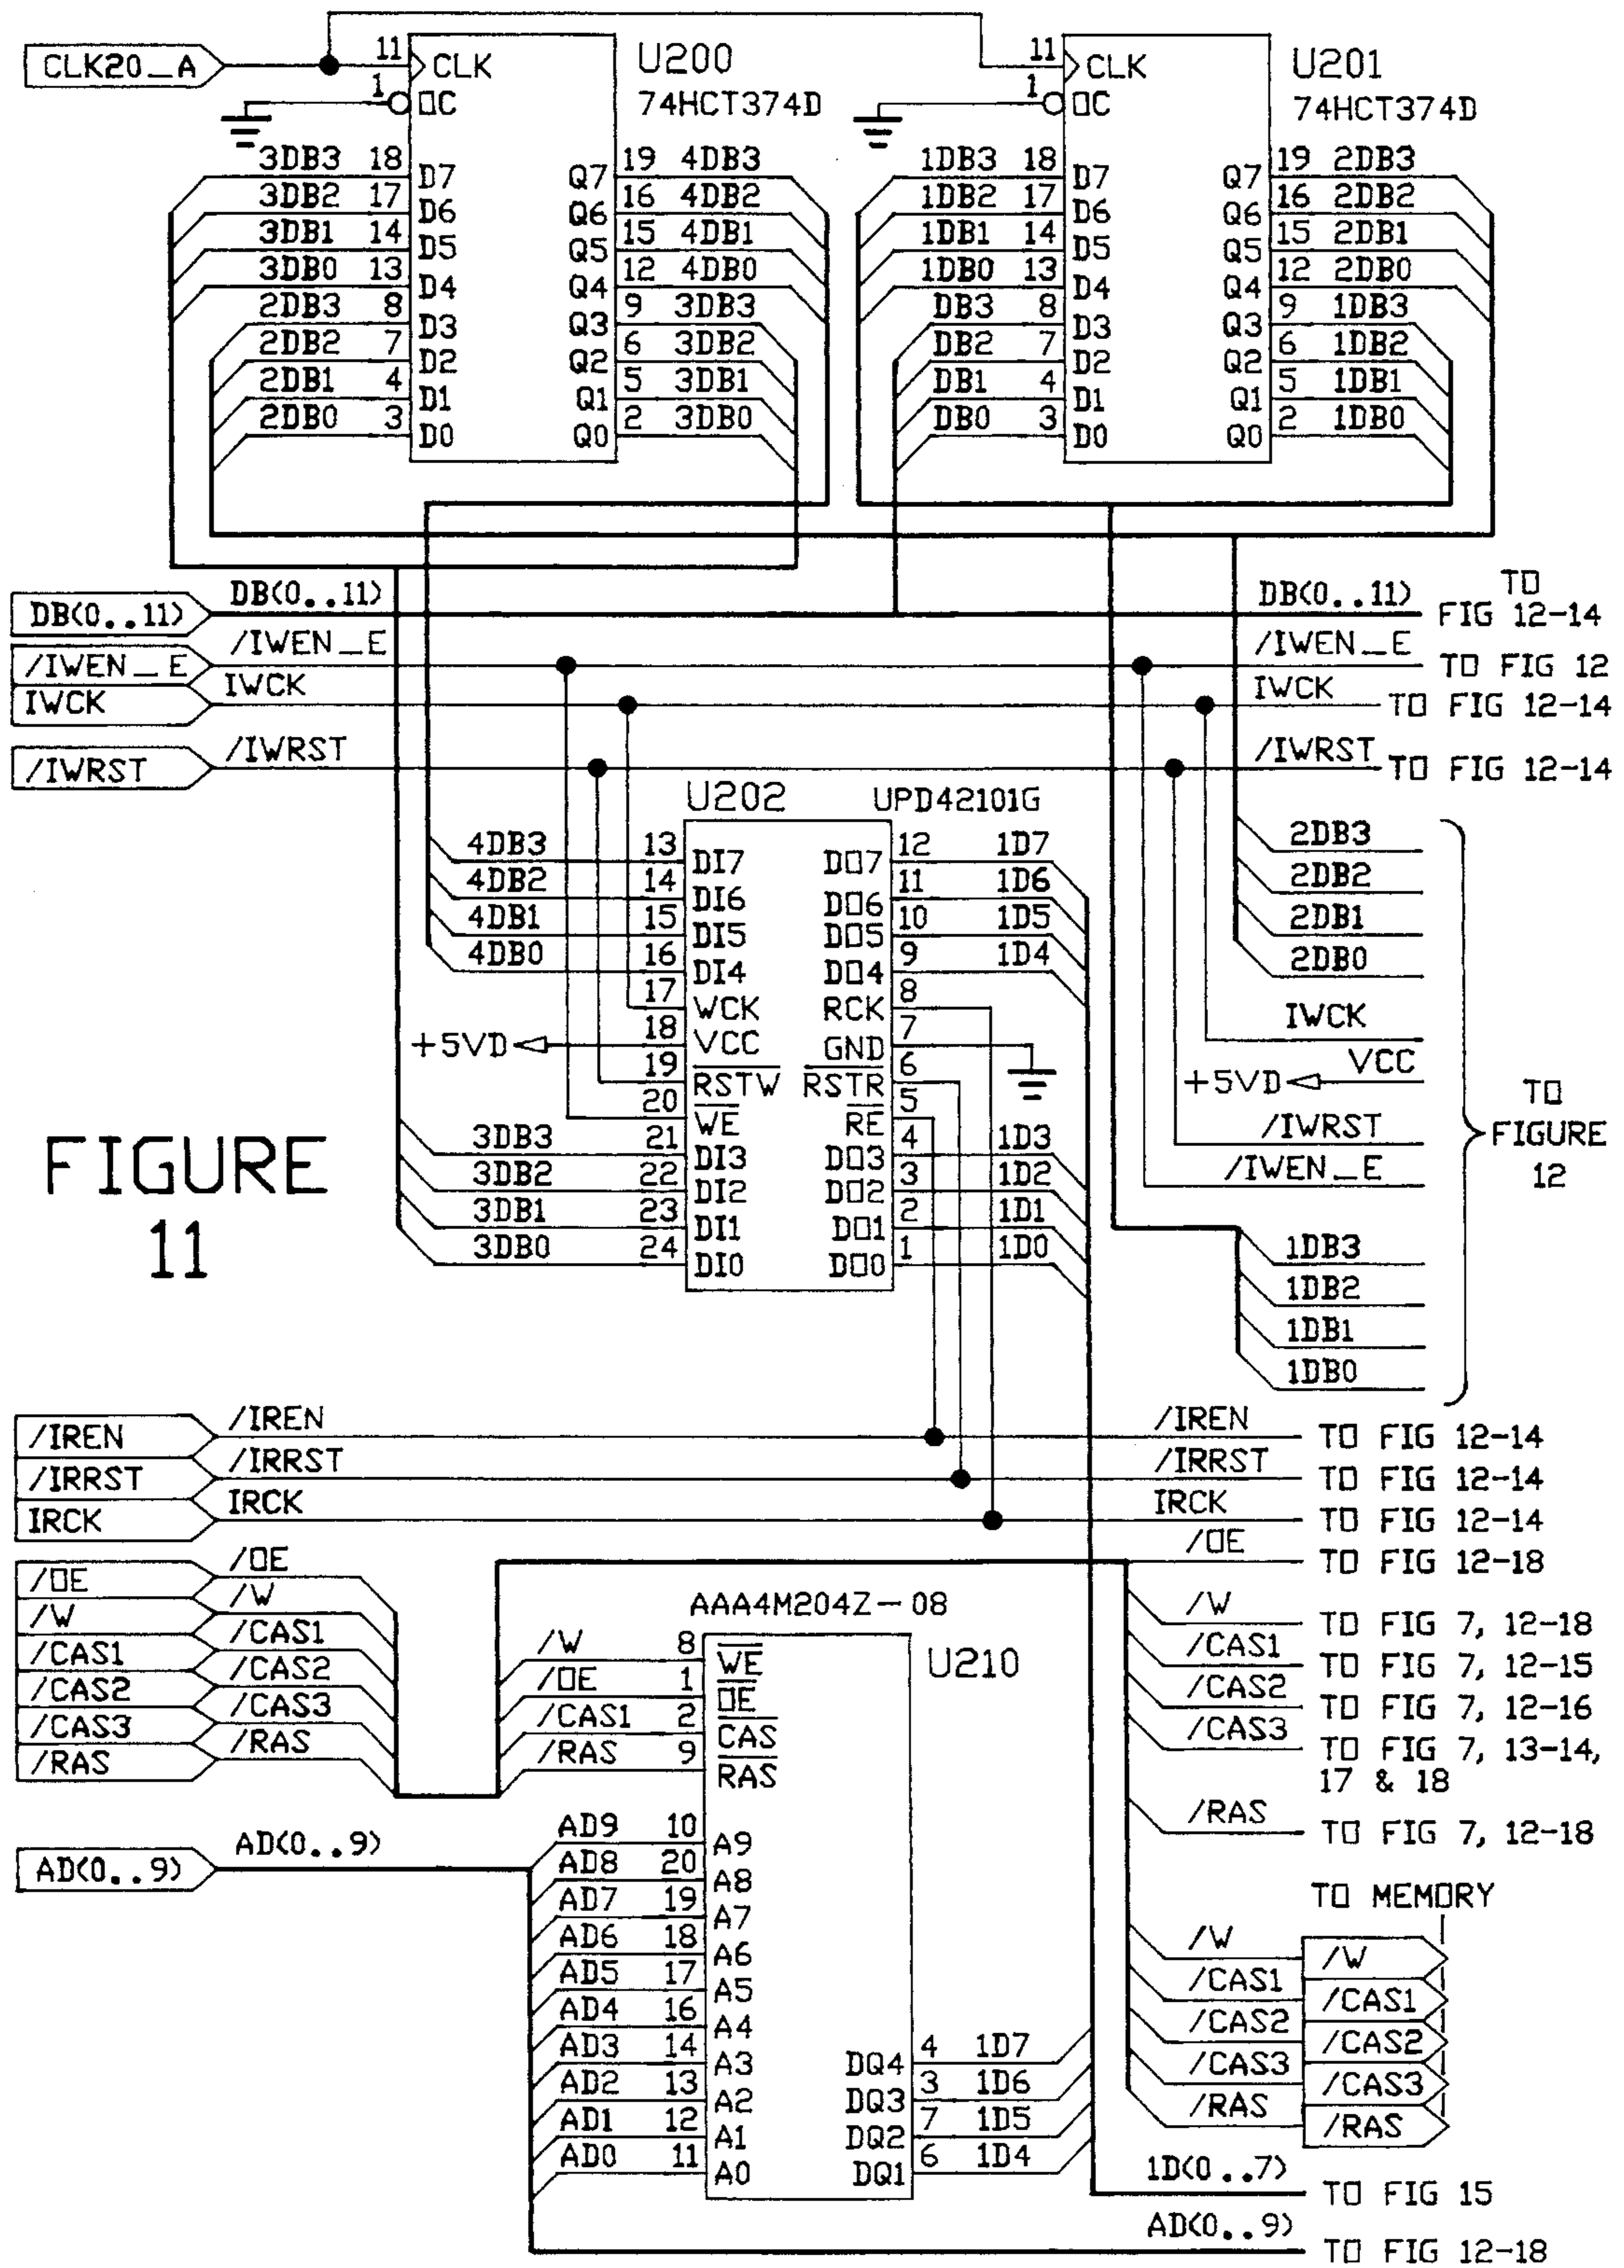 CLK20_A
11 CLK
1 OC
U200
74HCT374D
3DB3 18 D7
3DB2 17 D6
3DB1 14 D5
3DB0 13 D4
2DB3 8 D3
2DB2 7 D2
2DB1 4 D1
2DB0 3 D0
Q7 19 4DB3
Q6 16 4DB2
Q5 15 4DB1
Q4 12 4DB0
Q3 9 3DB3
Q2 6 3DB2
Q1 5 3DB1
Q0 2 3DB0
11 CLK
1 OC
U201
74HCT374D
1DB3 18 D7
1DB2 17 D6
1DB1 14 D5
1DB0 13 D4
DB3 8 D3
DB2 7 D2
DB1 4 D1
DB0 3 D0
Q7 19 2DB3
Q6 16 2DB2
Q5 15 2DB1
Q4 12 2DB0
Q3 9 1DB3
Q2 6 1DB2
Q1 5 1DB1
Q0 2 1DB0
DB(0..11) DB(0..11) DB(0..11) TO
FIG 12-14
/IWEN_E /IWEN_E /IWEN_E TO FIG 12
IWCK IWCK IWCK TO FIG 12-14
/IWRST /IWRST /IWRST TO FIG 12-14
U202 UPD42101G
4DB3 13 DI7
4DB2 14 DI6
4DB1 15 DI5
4DB0 16 DI4
17 WCK
+5VD 18 VCC
19 RSTW
20 WE
3DB3 21 DI3
3DB2 22 DI2
3DB1 23 DI1
3DB0 24 DI0
DO7 12 1D7
DO6 11 1D6
DO5 10 1D5
DO4 9 1D4
RCK 8
GND 7
RSTR 6
RE 5
DO3 4 1D3
DO2 3 1D2
DO1 2 1D1
DO0 1 1D0
2DB3
2DB2
2DB1
2DB0
IWCK
+5VD VCC
/IWRST
/IWEN_E
1DB3
1DB2
1DB1
1DB0
TO
FIGURE
12
FIGURE
11
/IREN /IREN /IREN TO FIG 12-14
/IRRST /IRRST /IRRST TO FIG 12-14
IRCK IRCK IRCK TO FIG 12-14
/OE TO FIG 12-18
/OE /OE
/W /W
/CAS1 /CAS1
/CAS2 /CAS2
/CAS3 /CAS3
/RAS /RAS
/W TO FIG 7, 12-18
/CAS1 TO FIG 7, 12-15
/CAS2 TO FIG 7, 12-16
/CAS3 TO FIG 7, 13-14,
17 & 18
/RAS TO FIG 7, 12-18
AAA4M204Z-08
U210
/W 8 WE
/OE 1 OE
/CAS1 2 CAS
/RAS 9 RAS
AD(0..9) AD(0..9)
AD9 10 A9
AD8 20 A8
AD7 19 A7
AD6 18 A6
AD5 17 A5
AD4 16 A4
AD3 14 A3
AD2 13 A2
AD1 12 A1
AD0 11 A0
DQ4 4 1D7
DQ3 3 1D6
DQ2 7 1D5
DQ1 6 1D4
TO MEMORY
/W /W
/CAS1 /CAS1
/CAS2 /CAS2
/CAS3 /CAS3
/RAS /RAS
1D(0..7) TO FIG 15
AD(0..9) TO FIG 12-18